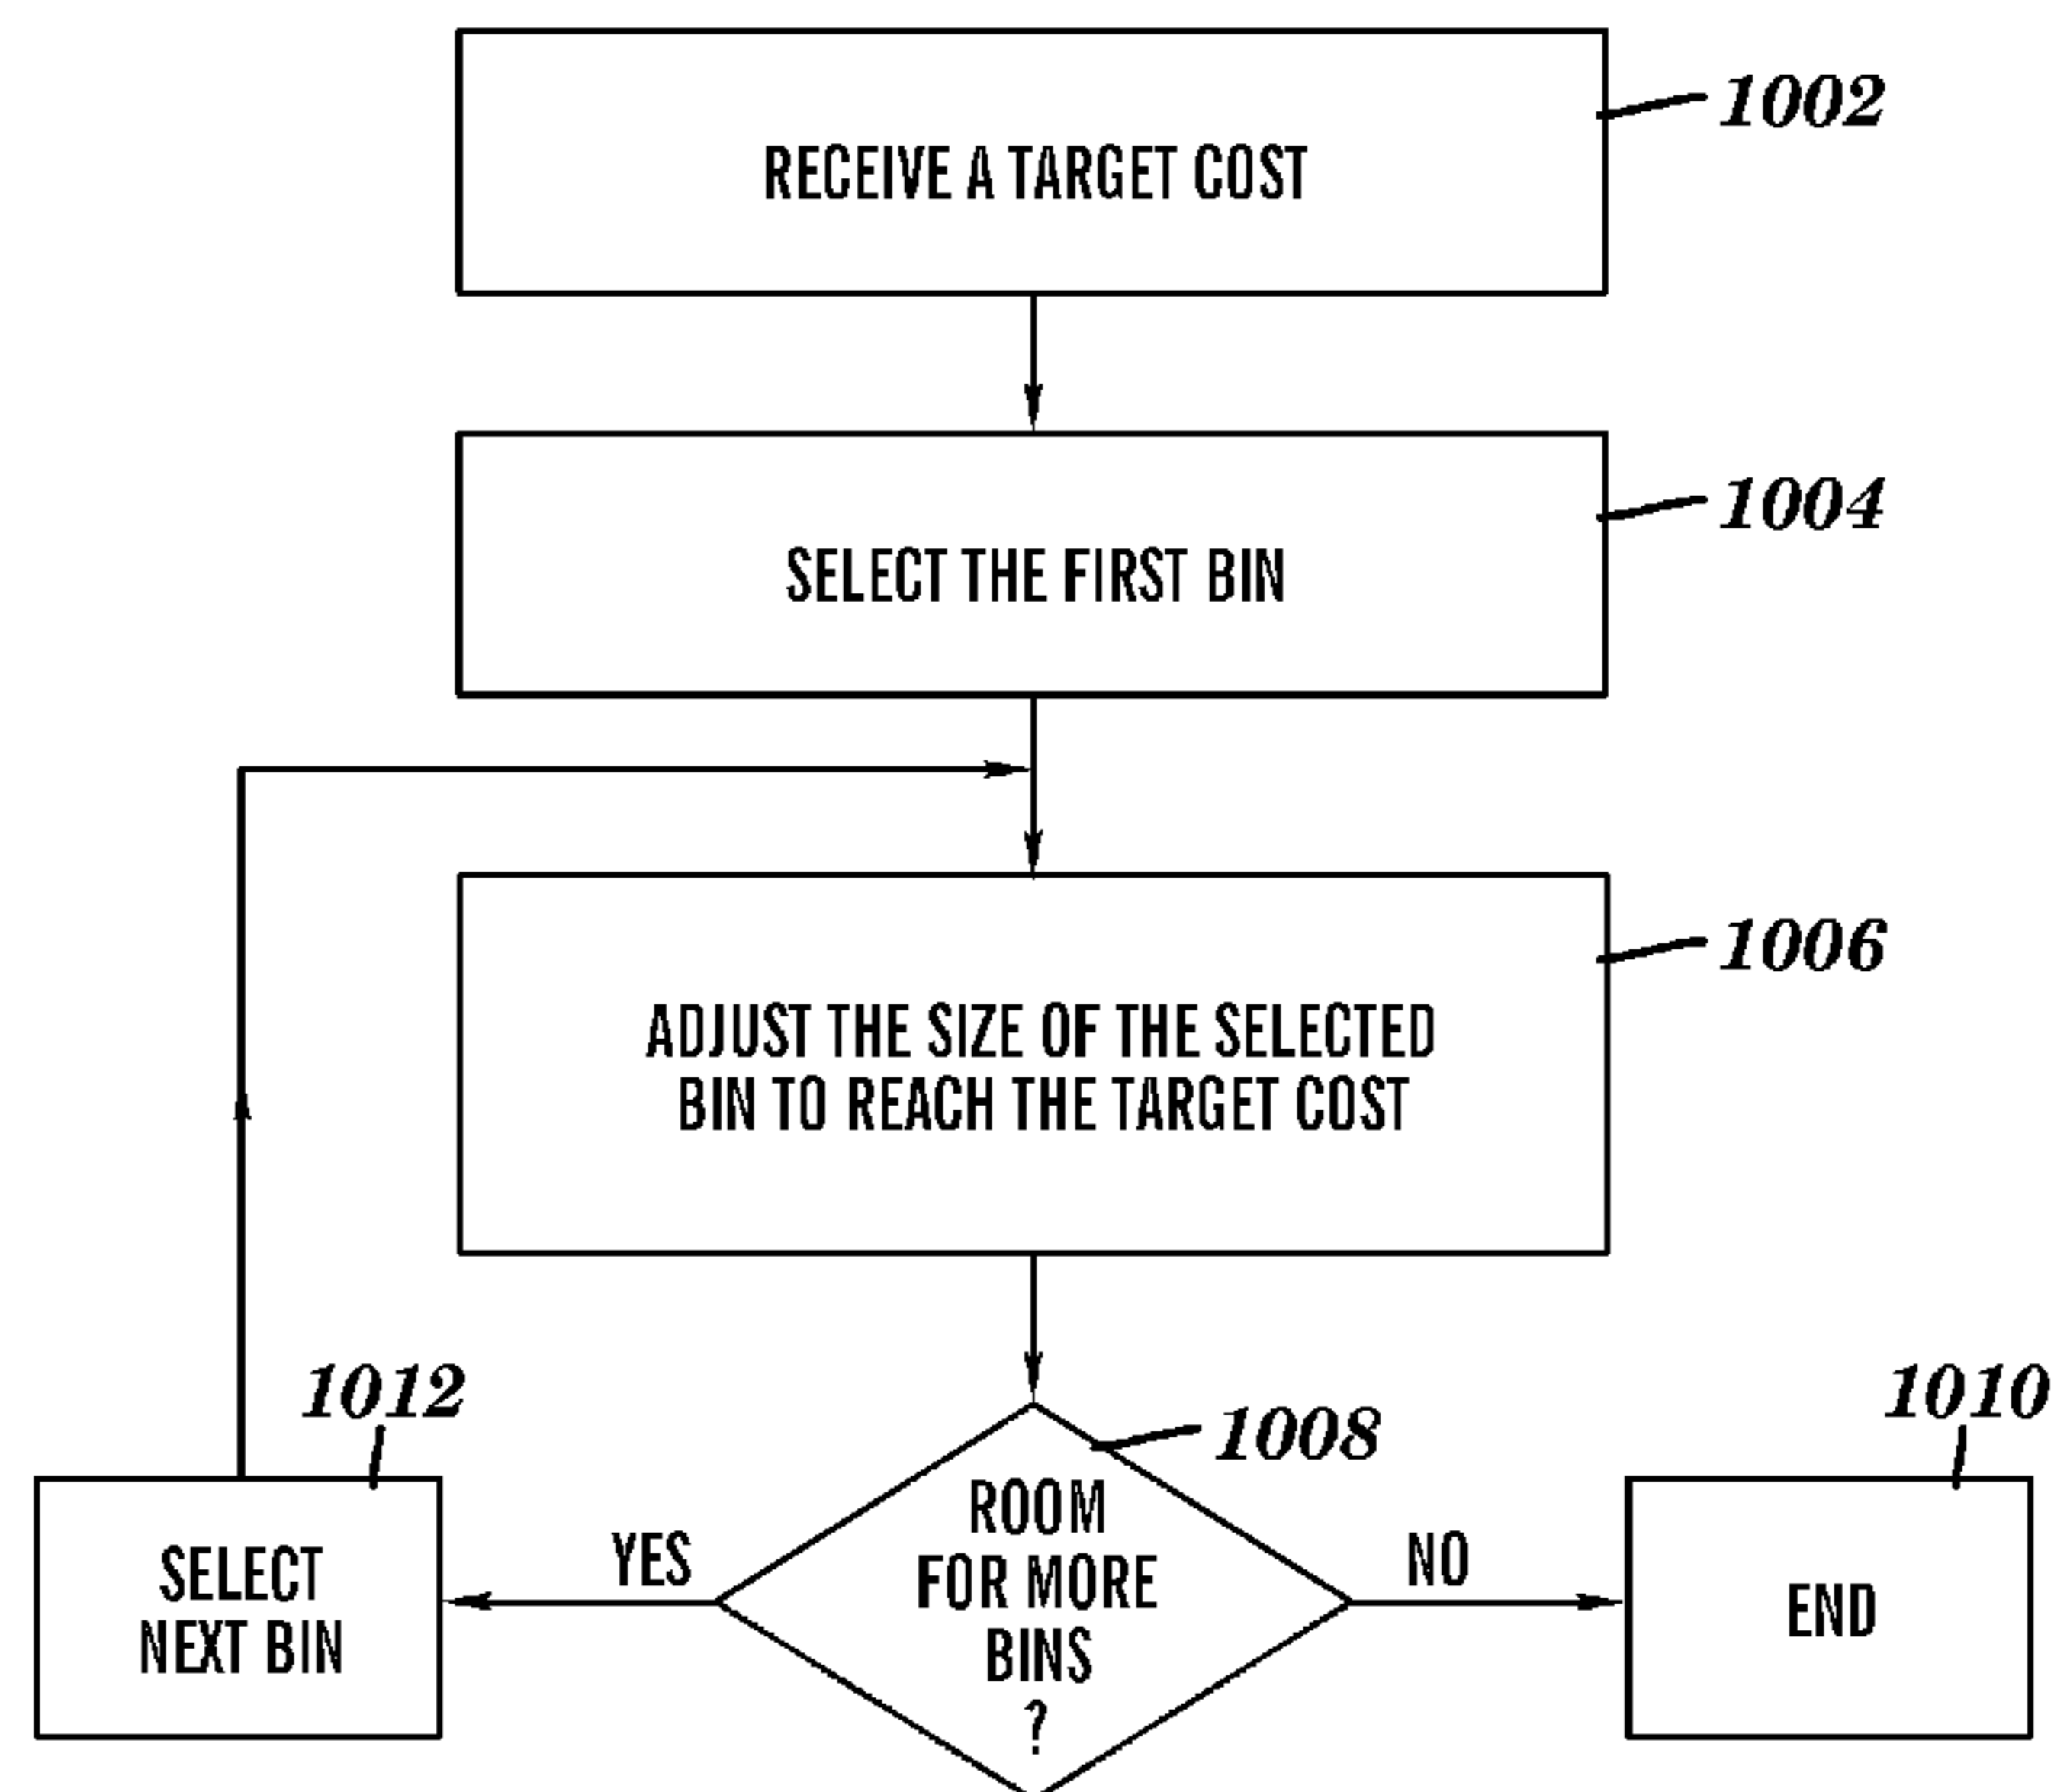 RECEIVE A TARGET COST
1002
SELECT THE FIRST BIN
1004
ADJUST THE SIZE OF THE SELECTED
BIN TO REACH THE TARGET COST
1006
ROOM
FOR MORE
BINS
?
1008
YES
NO
SELECT
NEXT BIN
1012
END
1010